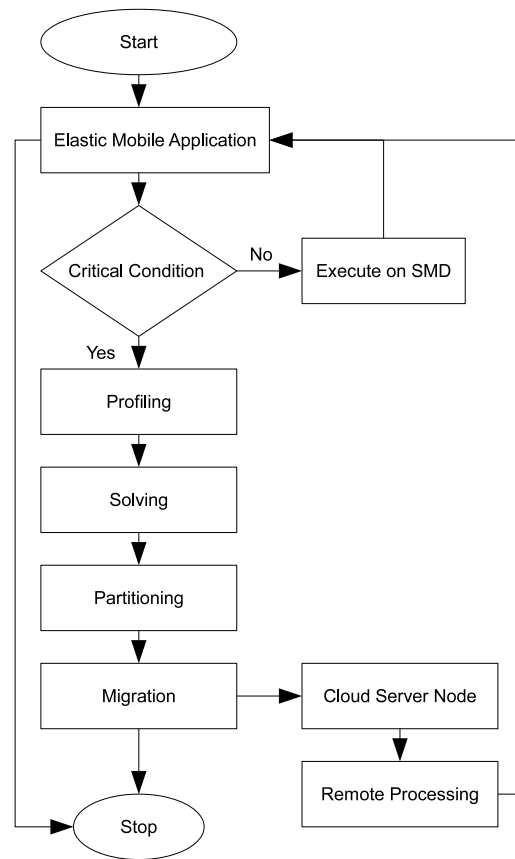 Start
Elastic Mobile Application
Critical Condition
No
Execute on SMD
Yes
Profiling
Solving
Partitioning
Migration
Cloud Server Node
Remote Processing
Stop